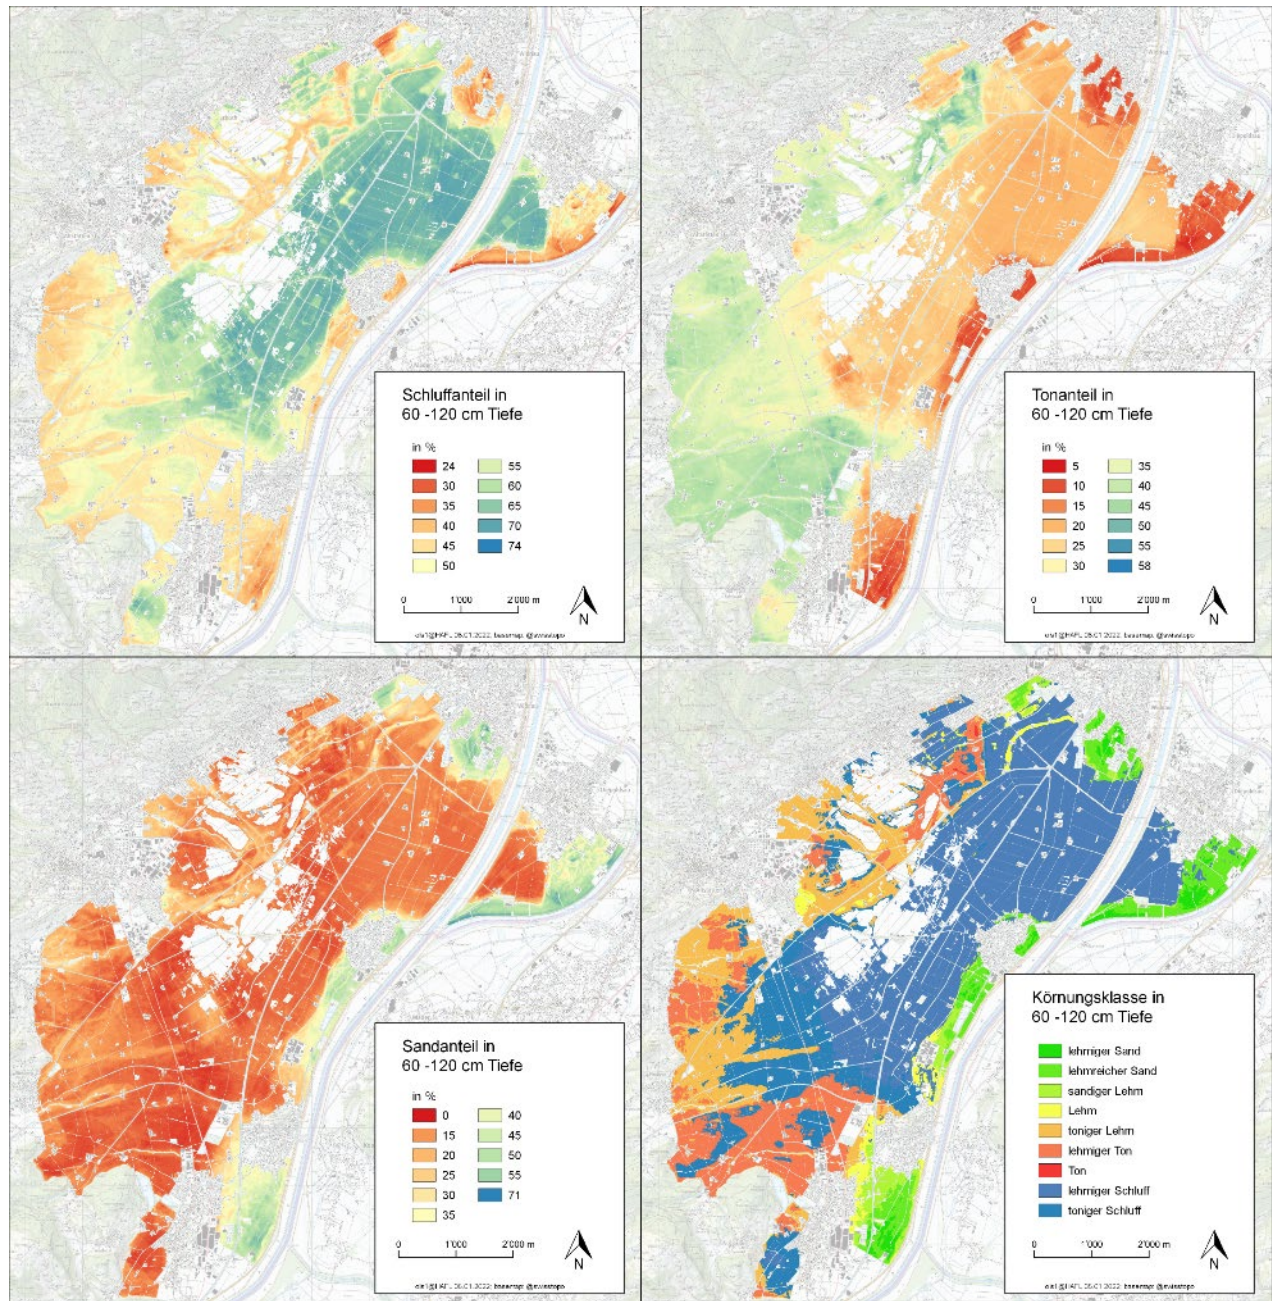 Schluffanteil in
60 -120 cm Tiefe
in %
24
30
35
40
45
50
55
60
65
70
74
0
1'000
2'000 m
N
Tonanteil in
60 -120 cm Tiefe
in %
5
10
15
20
25
30
35
40
45
50
55
58
0
1'000
2'000 m
N
Sandanteil in
60 -120 cm Tiefe
in %
0
15
20
25
30
35
40
45
50
55
71
0
1'000
2'000 m
N
Körnungsklasse in
60 -120 cm Tiefe
lehmiger Sand
lehmreicher Sand
sandiger Lehm
Lehm
toniger Lehm
lehmiger Ton
Ton
lehmiger Schluff
toniger Schluff
0
1'000
2'000 m
N